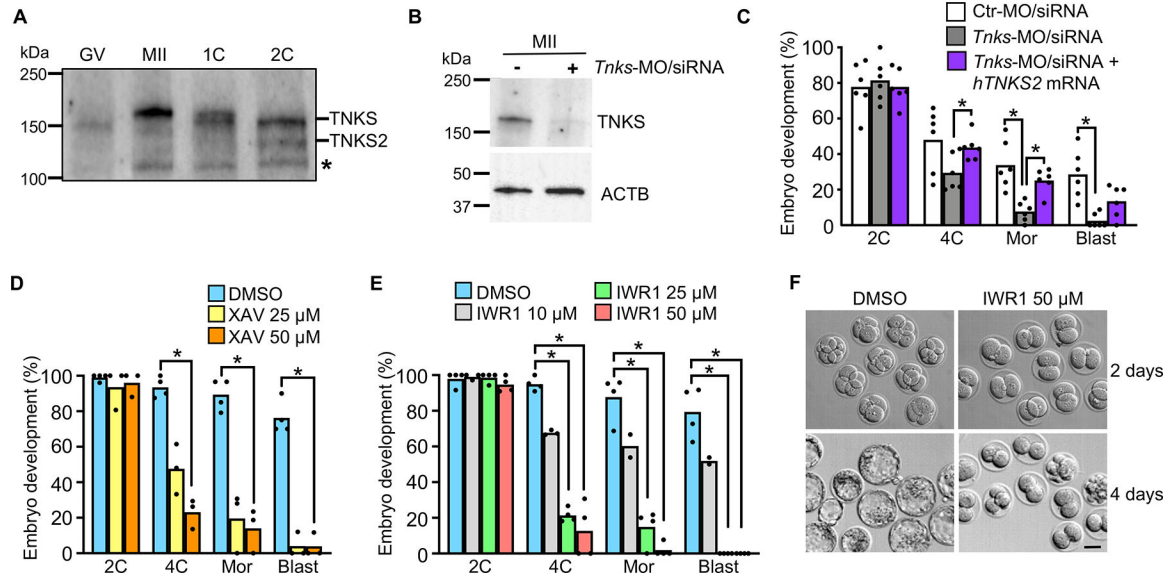 A
kDa
GV MII 1C 2C
250
150
100
TNKS
TNKS2
*
B
MII
kDa
- + Tnks-MO/siRNA
250
150
TNKS
50
37
ACTB
C
Ctr-MO/siRNA
Tnks-MO/siRNA
Tnks-MO/siRNA +
hTNKS2 mRNA
Embryo development (%)
100
80
60
40
20
0
* * * *
2C 4C Mor Blast
D
DMSO
XAV 25 µM
XAV 50 µM
Embryo development (%)
100
80
60
40
20
0
* * *
2C 4C Mor Blast
E
DMSO
IWR1 10 µM
IWR1 25 µM
IWR1 50 µM
Embryo development (%)
100
80
60
40
20
0
* * * * * *
2C 4C Mor Blast
F
DMSO IWR1 50 µM
2 days
4 days